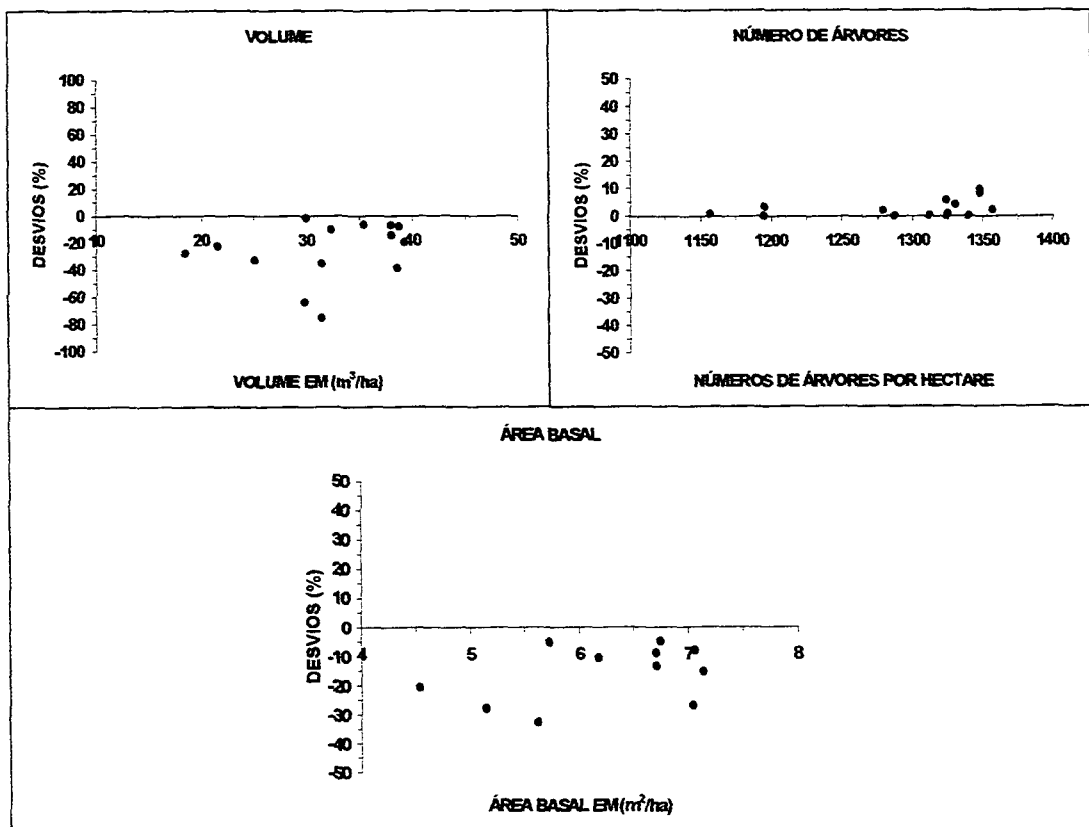 VOLUME
100
80
60
40
20
0
-20
-40
-60
-80
-100
DESVIOS (%)
10 20 30 40 50
VOLUME EM (m³/ha)
NÚMERO DE ÁRVORES
50
40
30
20
10
0
-10
-20
-30
-40
-50
DESVIOS (%)
1100 1150 1200 1250 1300 1350 1400
NÚMEROS DE ÁRVORES POR HECTARE
ÁREA BASAL
50
40
30
20
10
0
-10
-20
-30
-40
-50
DESVIOS (%)
4 5 6 7 8
ÁREA BASAL EM (m²/ha)